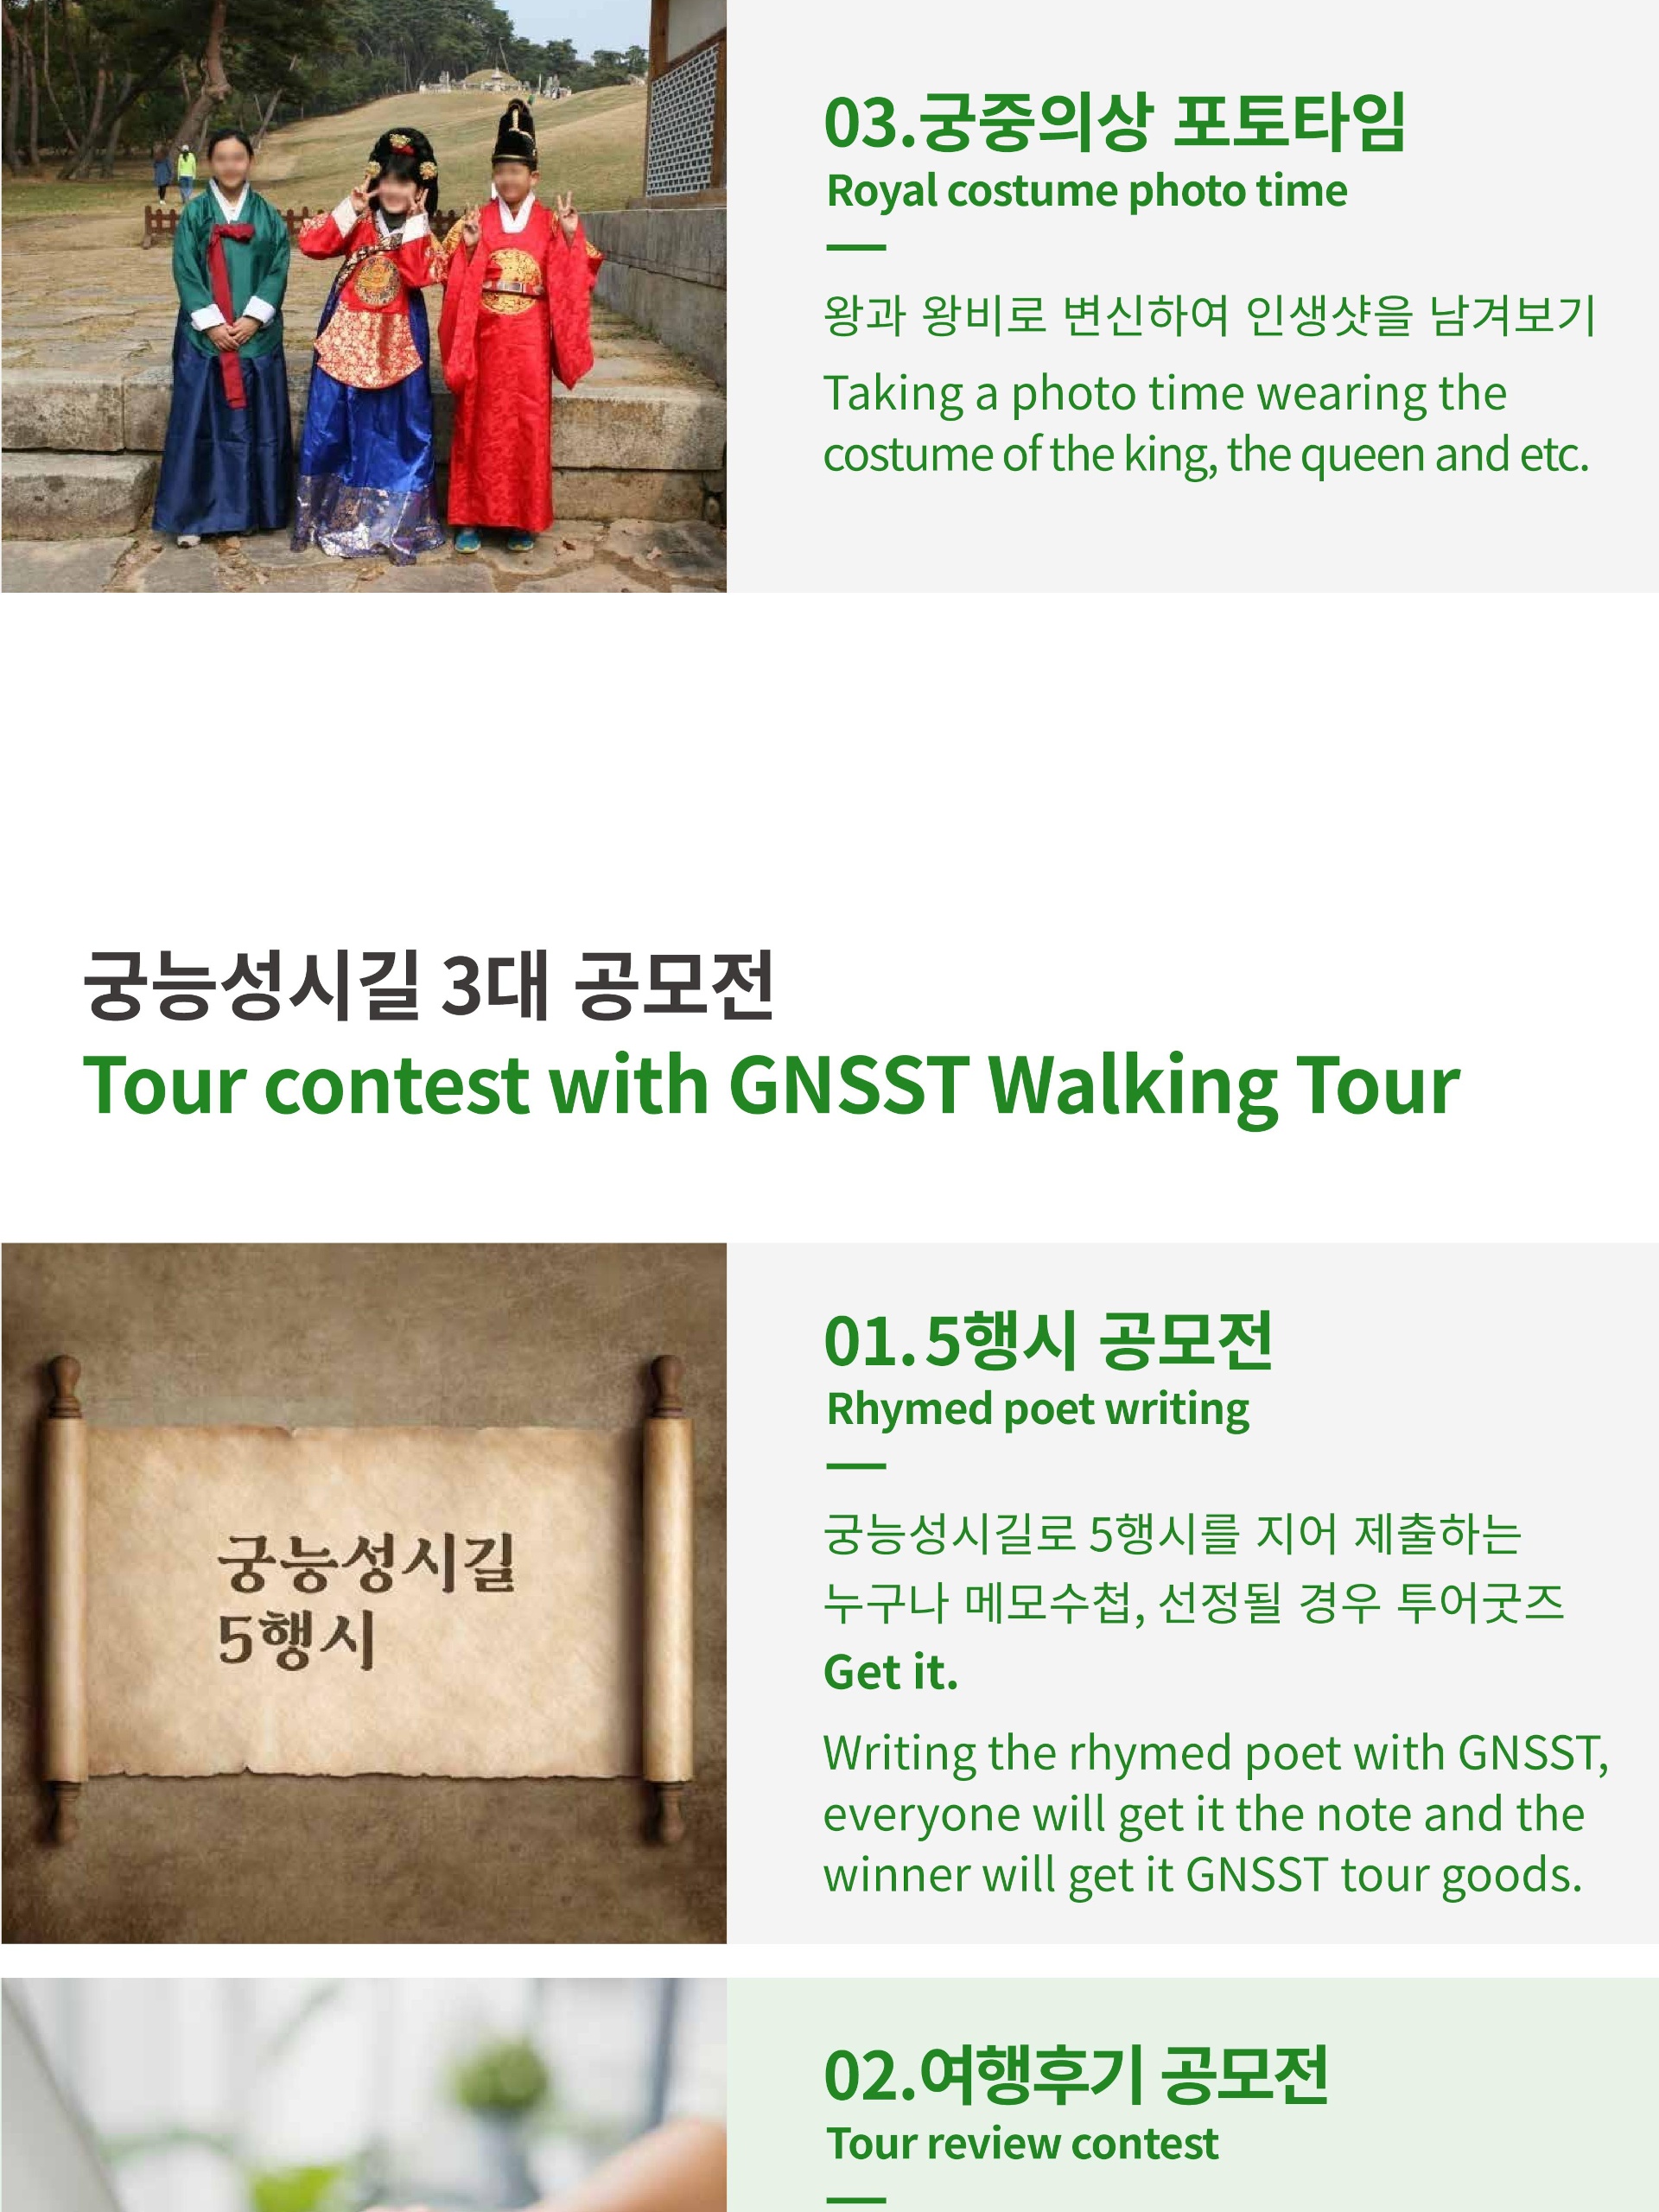 03.궁중의상 포토타임
Royal costume photo time
왕과 왕비로 변신하여 인생샷을 남겨보기
Taking a photo time wearing the
costume of the king, the queen and etc.
궁능성시길 3대 공모전
Tour contest with GNSST Walking Tour
궁능성시길
5행시
01.5행시 공모전
Rhymed poet writing
궁능성시길로 5행시를 지어 제출하는
누구나 메모수첩, 선정될 경우 투어굿즈
Get it.
Writing the rhymed poet with GNSST,
everyone will get it the note and the
winner will get it GNSST tour goods.
02.여행후기 공모전
Tour review contest